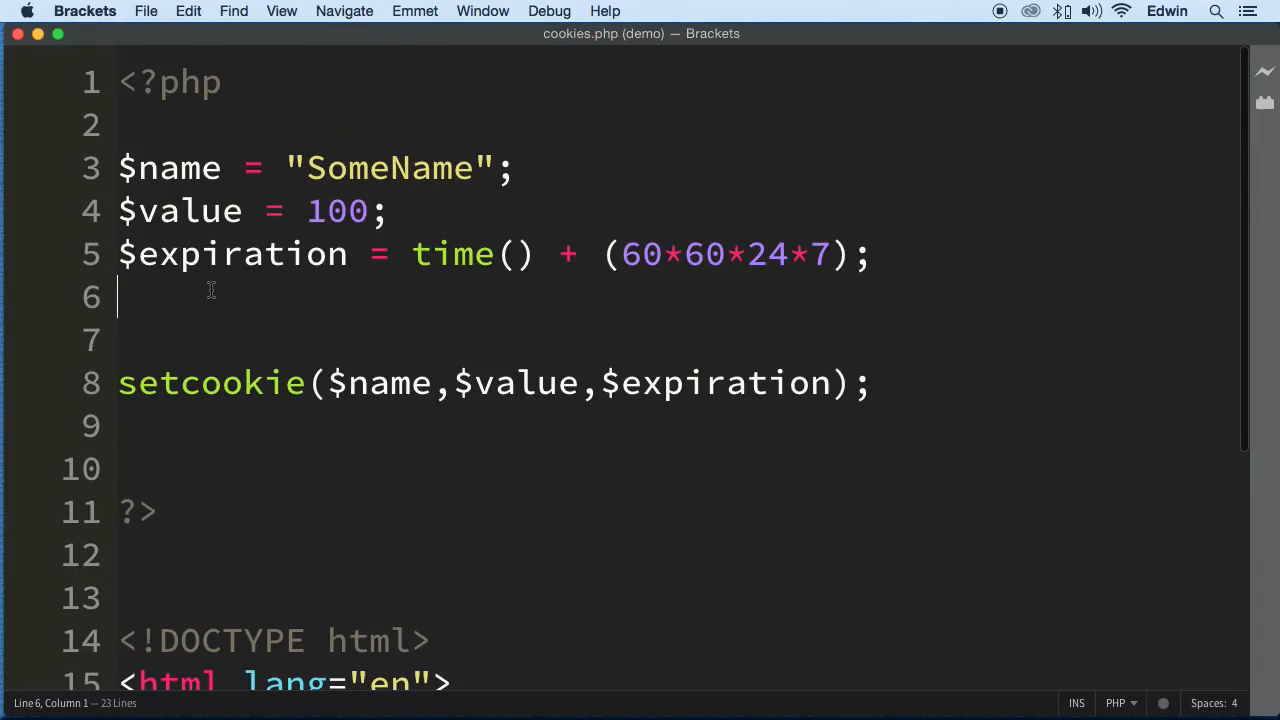 Brackets File Edit Find View Navigate Emmet Window Debug Help Edwin
cookies.php (demo) — Brackets
1 <?php
2
3 $name = "SomeName";
4 $value = 100;
5 $expiration = time() + (60*60*24*7);
6
7
8 setcookie($name,$value,$expiration);
9
10
11 ?>
12
13
14 <!DOCTYPE html>
15 <html lang="en">
Line 6, Column 1 — 23 Lines INS PHP Spaces: 4